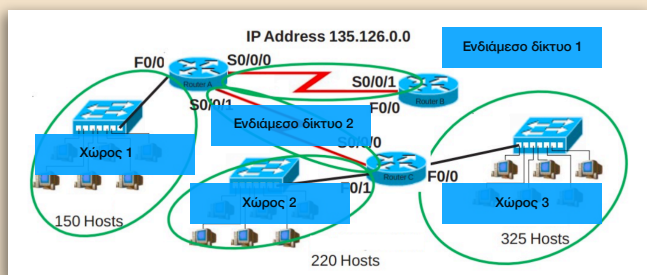 IP Address 135.126.0.0
Ενδιάμεσο δίκτυο 1
F0/0
S0/0/0
Router A
S0/0/1
Router B
S0/0/1
F0/0
Ενδιάμεσο δίκτυο 2
S0/0/0
Χώρος 1
Router C
F0/0
F0/1
Χώρος 2
Χώρος 3
150 Hosts
325 Hosts
220 Hosts